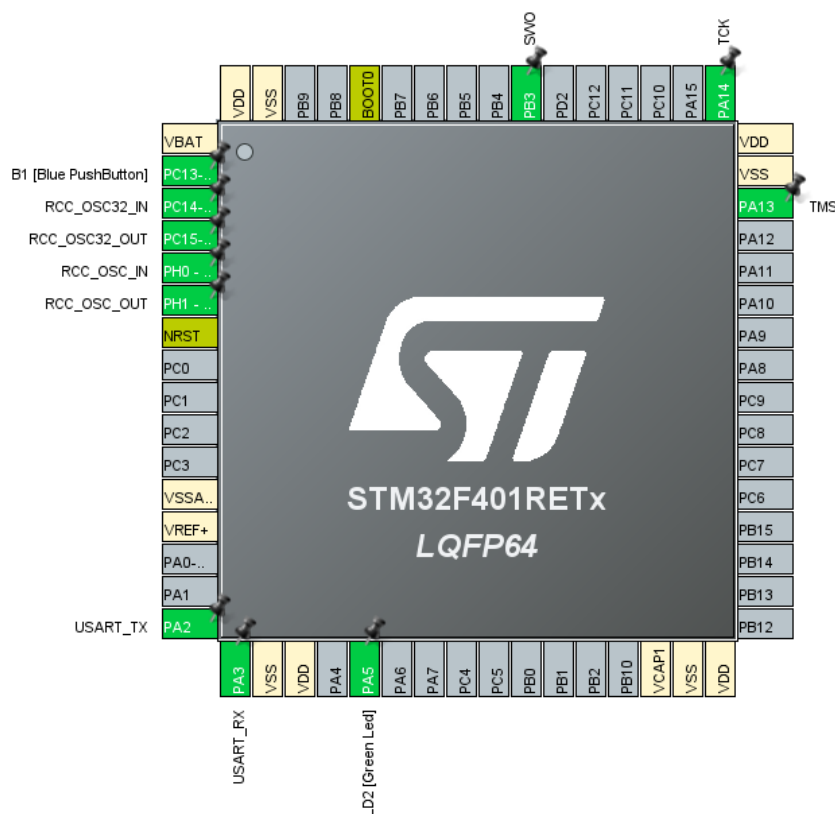 SWO
TCK
VDD
VSS
PB9
PB8
BOOT0
PB7
PB6
PB5
PB4
PB3
PD2
PC12
PC11
PC10
PA15
PA14
VBAT
B1 [Blue PushButton] PC13-..
RCC_OSC32_IN PC14-..
RCC_OSC32_OUT PC15-..
RCC_OSC_IN PH0 - ..
RCC_OSC_OUT PH1 - ..
NRST
PC0
PC1
PC2
PC3
VSSA..
VREF+
PA0-..
PA1
USART_TX PA2
VDD
VSS
PA13 TMS
PA12
PA11
PA10
PA9
PA8
PC9
PC8
PC7
PC6
PB15
PB14
PB13
PB12
ST
STM32F401RETx
LQFP64
PA3
VSS
VDD
PA4
PA5
PA6
PA7
PC4
PC5
PB0
PB1
PB2
PB10
VCAP1
VSS
VDD
USART_RX
LD2 [Green Led]